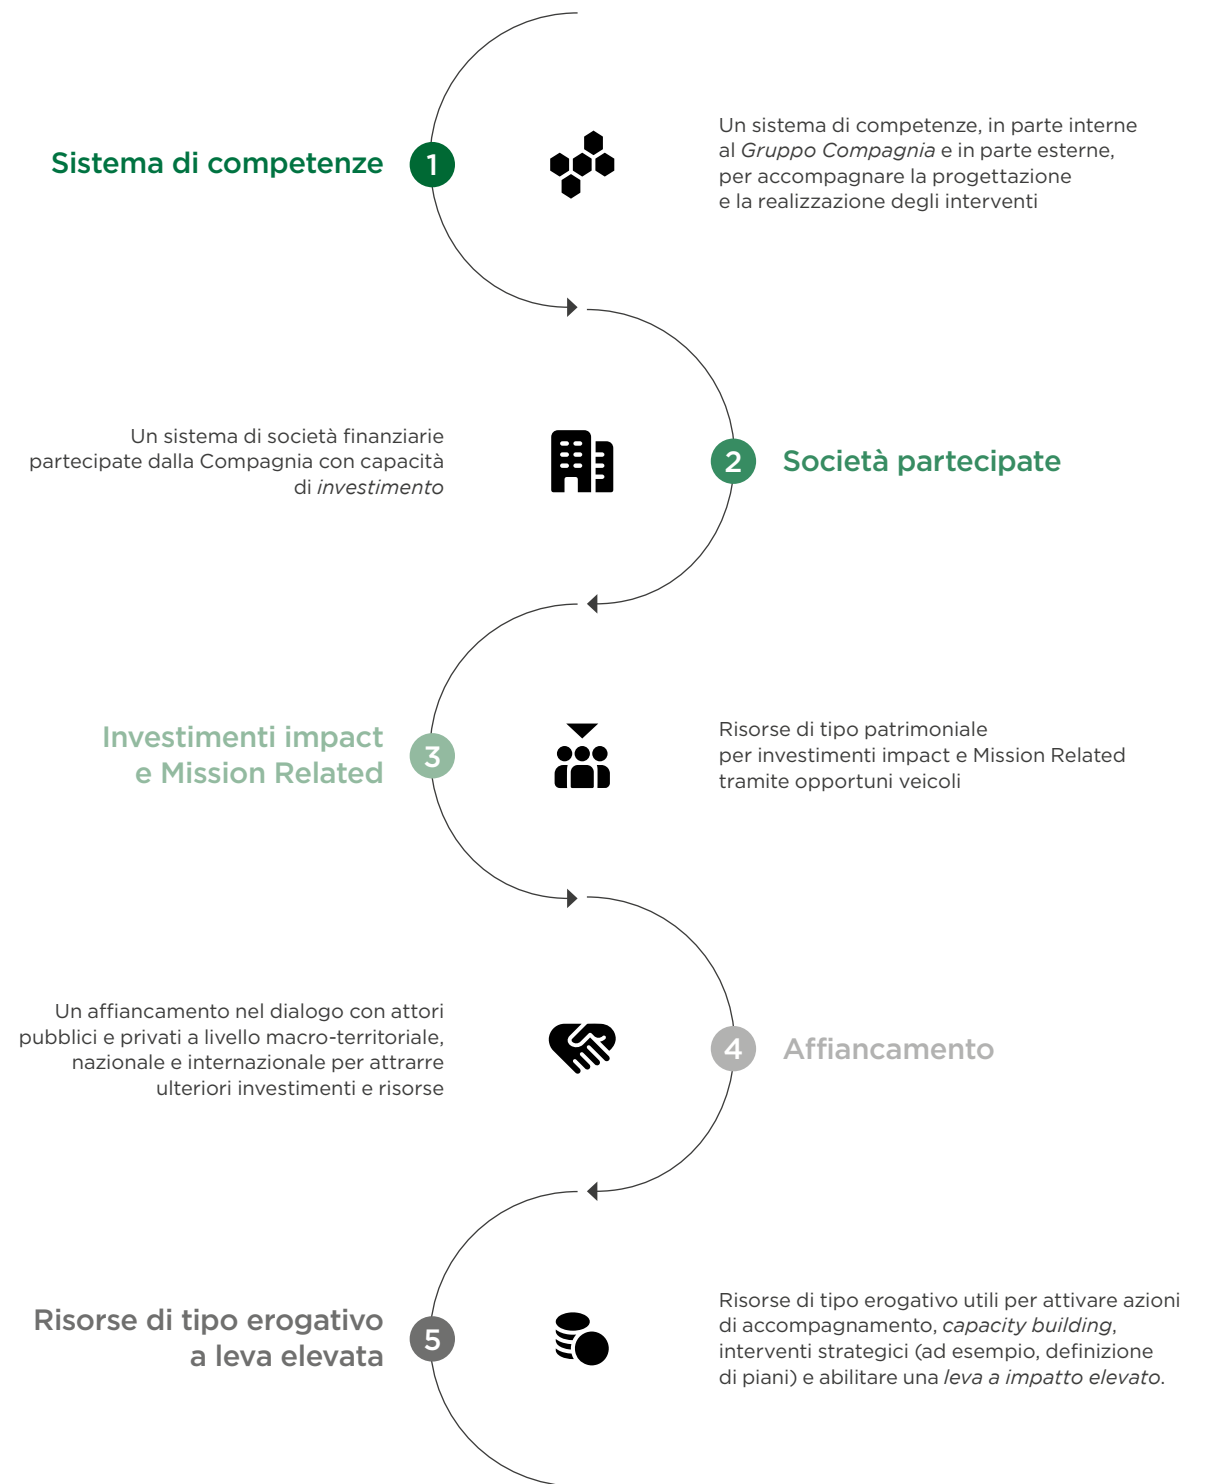 Sistema di competenze
1
Un sistema di competenze, in parte interne
al Gruppo Compagnia e in parte esterne,
per accompagnare la progettazione
e la realizzazione degli interventi
Un sistema di società finanziarie
partecipate dalla Compagnia con capacità
di investimento
2
Società partecipate
Investimenti impact
e Mission Related
3
Risorse di tipo patrimoniale
per investimenti impact e Mission Related
tramite opportuni veicoli
Un affiancamento nel dialogo con attori
pubblici e privati a livello macro-territoriale,
nazionale e internazionale per attrarre
ulteriori investimenti e risorse
4
Affiancamento
Risorse di tipo erogativo
a leva elevata
5
Risorse di tipo erogativo utili per attivare azioni
di accompagnamento, capacity building,
interventi strategici (ad esempio, definizione
di piani) e abilitare una leva a impatto elevato.